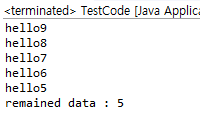 <terminated> TestCode [Java Applica
hello9
hello8
hello7
hello6
hello5
remained data : 5